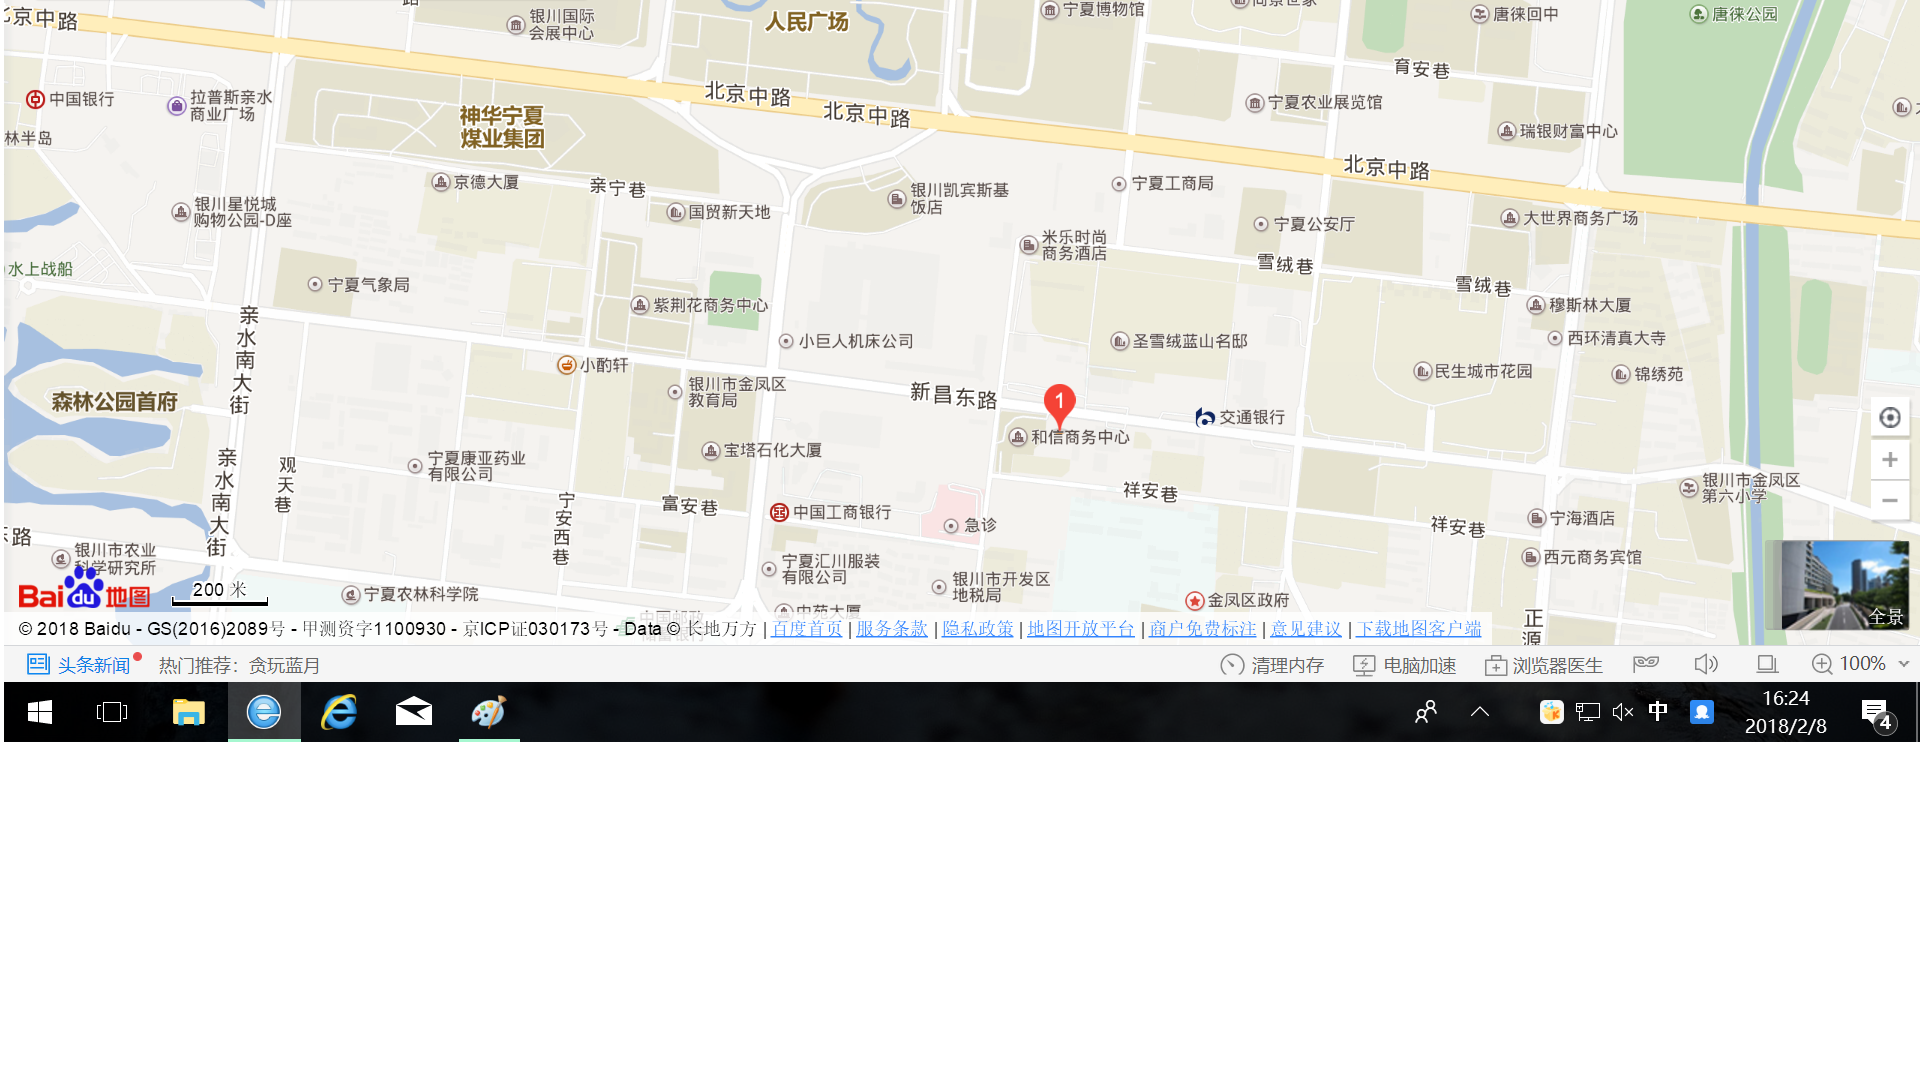 北京中路
银川国际
会展中心
人民广场
宁夏博物馆
唐徕回中
唐徕公园
育安巷
中国银行
拉普斯亲水
商业广场
神华宁夏
煤业集团
北京中路
北京中路
宁夏农业展览馆
瑞银财富中心
林半岛
北京中路
京德大厦
亲宁巷
银川凯宾斯基
饭店
宁夏工商局
银川星悦城
购物公园-D座
国贸新天地
宁夏公安厅
大世界商务广场
米乐时尚
商务酒店
雪绒巷
雪绒巷
水上战船
宁夏气象局
紫荆花商务中心
穆斯林大厦
亲水南大街
小巨人机床公司
圣雪绒蓝山名邸
西环清真大寺
小酌轩
民生城市花园
锦绣苑
银川市金凤区
教育局
新昌东路
森林公园首府
1
交通银行
和信商务中心
宝塔石化大厦
宁夏康亚药业
有限公司
亲水南大街
观天巷
祥安巷
银川市金凤区
第六小学
宁安西巷
富安巷
中国工商银行
急诊
祥安巷
宁海酒店
东路
银川市农业
科学研究所
宁夏汇川服装
有限公司
银川市开发区
地税局
西元商务宾馆
Bai du 地图
200 米
宁夏农林科学院
中国邮政
中苑大厦
金凤区政府
正源
全景
© 2018 Baidu - GS(2016)2089号 - 甲测资字1100930 - 京ICP证030173号 - Data © 长地万方 | 百度首页 | 服务条款 | 隐私政策 | 地图开放平台 | 商户免费标注 | 意见建议 | 下载地图客户端
头条新闻 热门推荐：贪玩蓝月 清理内存 电脑加速 浏览器医生 100%
中
16:24
2018/2/8
4